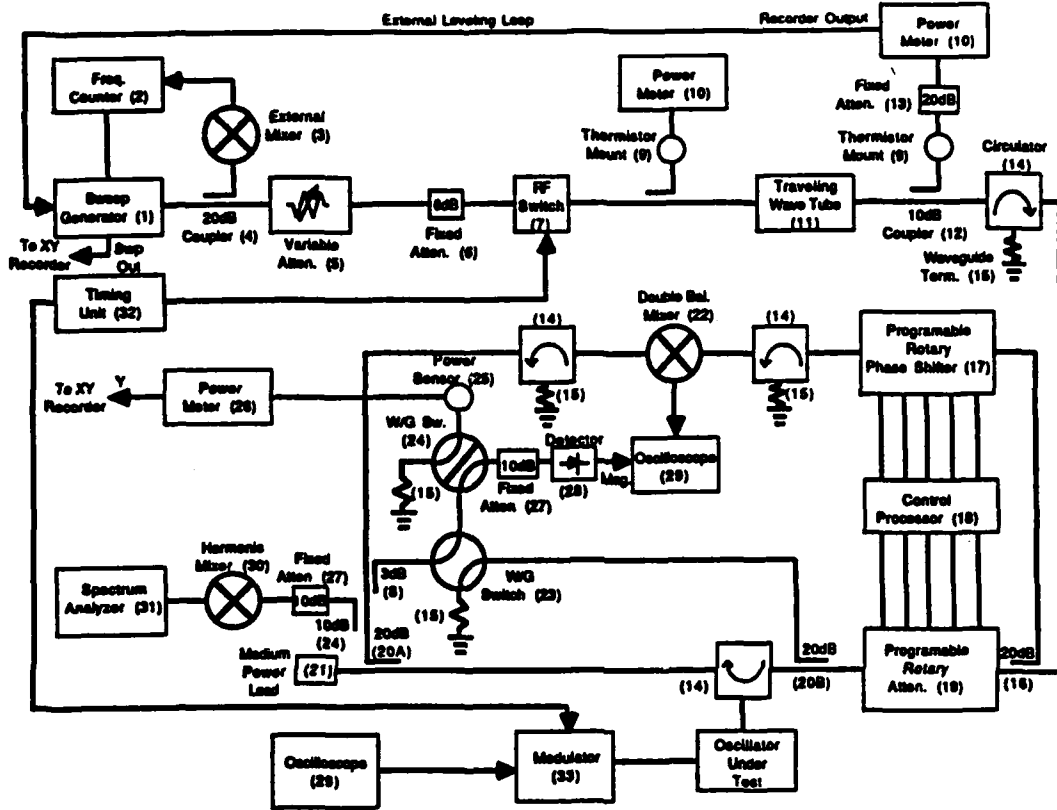 External Leveling Loop
Recorder Output
Power
Meter (10)
Freq.
Counter (2)
External
Mixer (3)
Power
Meter (10)
Fixed
Atten. (13)
20dB
Thermistor
Mount (9)
Thermistor
Mount (9)
Circulator
(14)
Sweep
Generator (1)
20dB
Coupler (4)
Variable
Atten. (5)
6dB
Fixed
Atten. (6)
RF
Switch
(7)
Traveling
Wave Tube
(11)
10dB
Coupler (12)
Waveguide
Term. (15)
To XY
Recorder
Step
Out
Timing
Unit (32)
(14)
Double Bal.
Mixer (22)
(14)
Programable
Rotary
Phase Shifter (17)
Power
Sensor (25)
(15)
(15)
To XY
Recorder
Y
Power
Meter (26)
W/G Sw.
(24)
Detector
10dB
Fixed
Atten (27)
(28)
Mag.
Oscilloscope
(29)
(15)
Control
Processor (18)
Harmonic
Mixer (30)
Fixed
Atten (27)
3dB
(8)
W/G
Switch (23)
Spectrum
Analyzer (31)
10dB
10dB
(24)
(15)
20dB
(20A)
Medium
Power
Load
(21)
(14)
20dB
(20B)
Programable
Rotary
Atten. (19)
20dB
(16)
Oscilloscope
(29)
Modulator
(33)
Oscillator
Under
Test